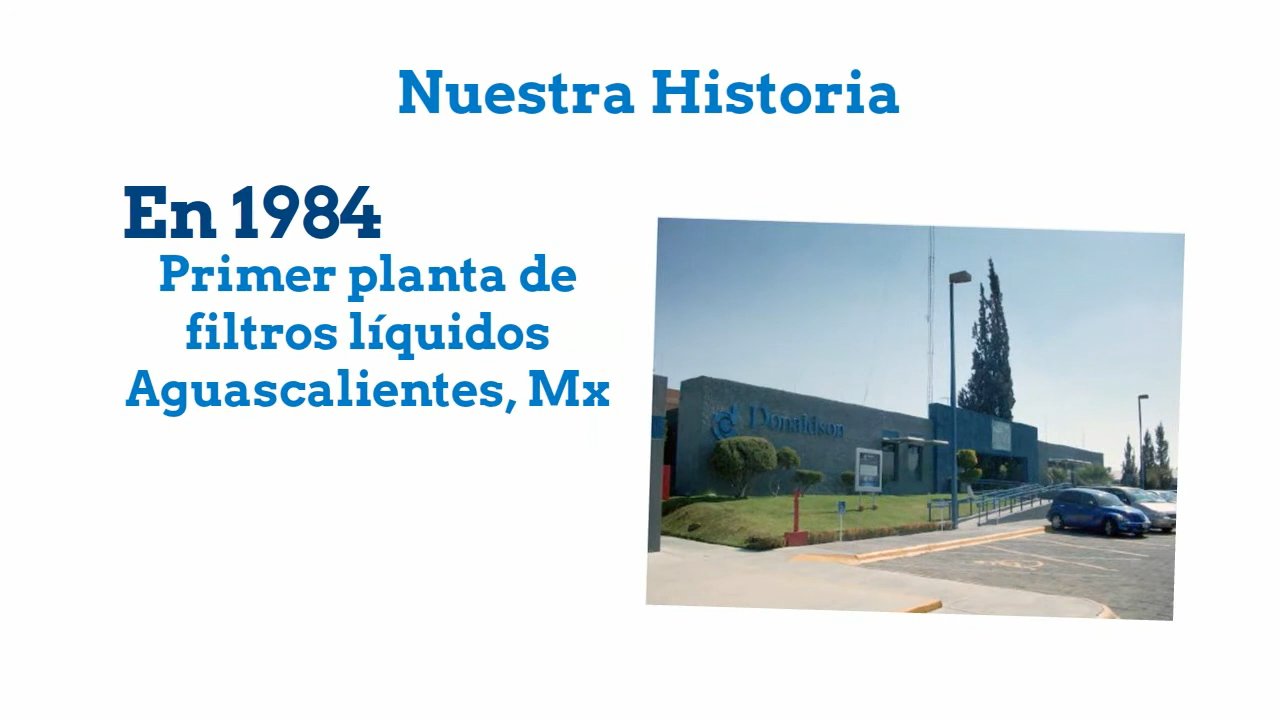 Nuestra Historia
En 1984
Primer planta de
filtros líquidos
Aguascalientes, Mx
Donaldson